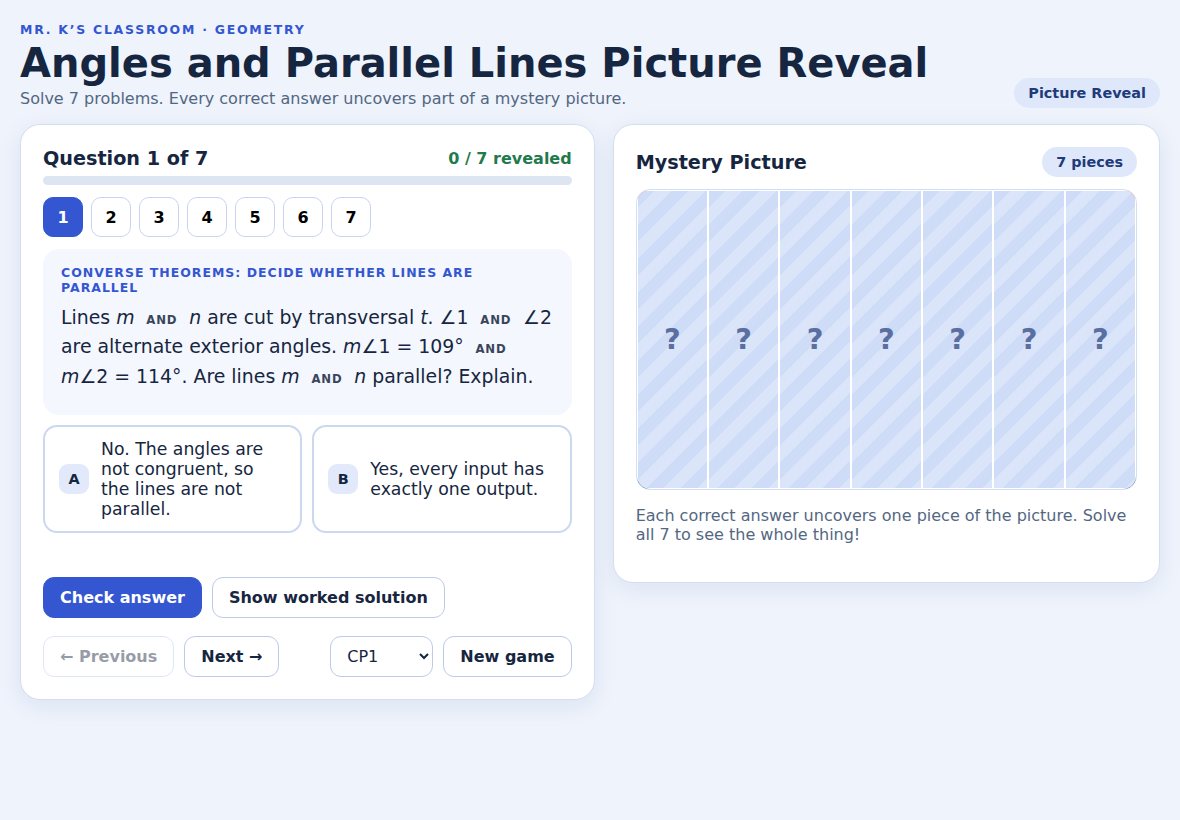 MR. K’S CLASSROOM · GEOMETRY
Angles and Parallel Lines Picture Reveal
Solve 7 problems. Every correct answer uncovers part of a mystery picture.
Picture Reveal
Question 1 of 7
0 / 7 revealed
1 2 3 4 5 6 7
CONVERSE THEOREMS: DECIDE WHETHER LINES ARE
PARALLEL
Lines m AND n are cut by transversal t. ∠1 AND ∠2
are alternate exterior angles. m∠1 = 109° AND
m∠2 = 114°. Are lines m AND n parallel? Explain.
A
No. The angles are
not congruent, so
the lines are not
parallel.
B
Yes, every input has
exactly one output.
Check answer
Show worked solution
← Previous
Next →
CP1
New game
Mystery Picture
7 pieces
? ? ? ? ? ? ?
Each correct answer uncovers one piece of the picture. Solve
all 7 to see the whole thing!